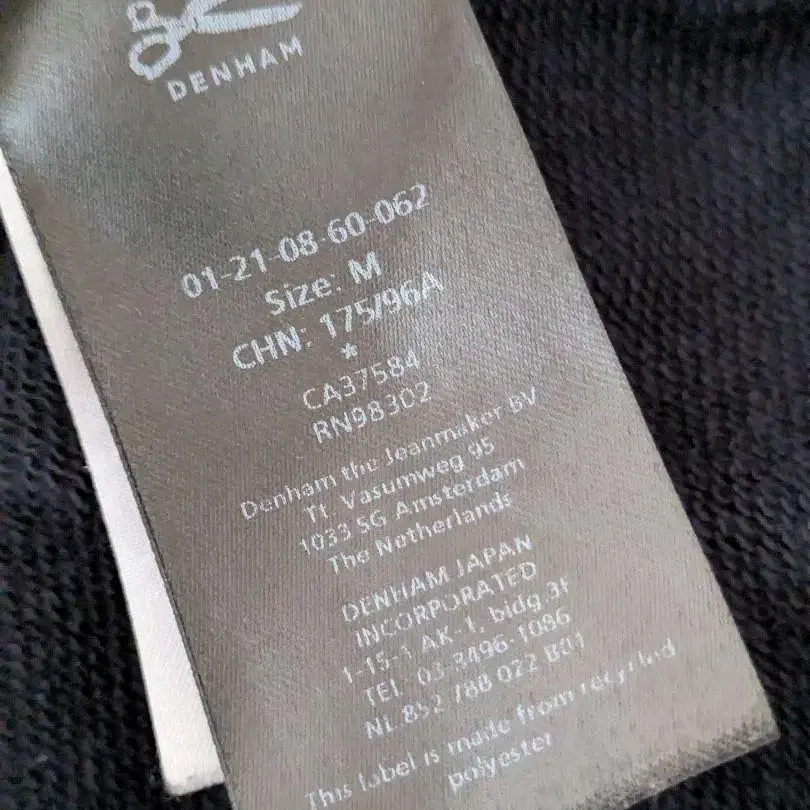 DENHAM
01-21-08-60-062
Size: M
CHN: 175/96A
*
CA37584
RN98302
Denham the Jeanmaker BV
TT. Vasumweg 95
1033 SG Amsterdam
The Netherlands
DENHAM JAPAN
INCORPORATED
1-15-1 AK-1, bldg.3f
TEL. 03-3496-1086
NL.852 788 022 B01
This label is made from recycled
polyester